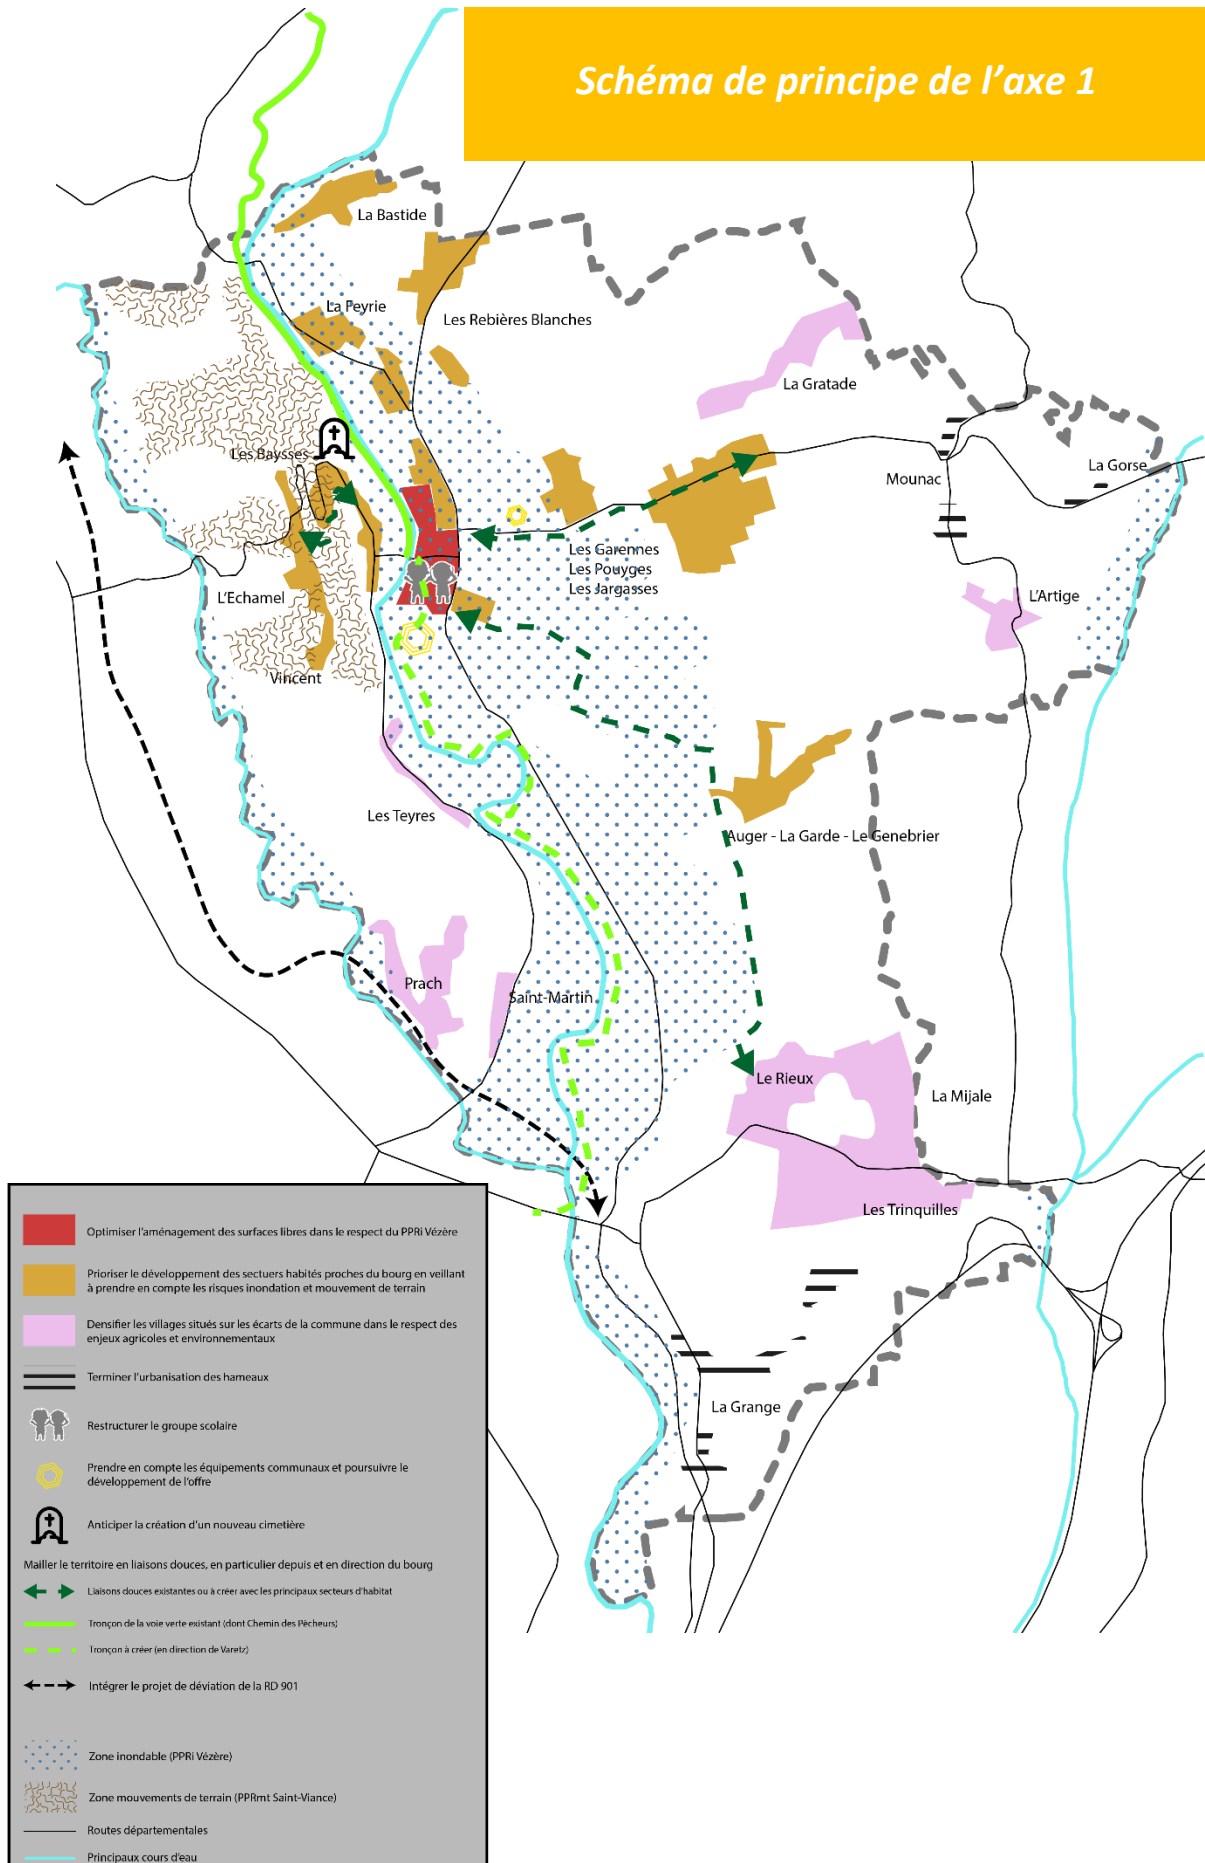 Schéma de principe de l'axe 1
La Bastide
La Feyrie
Les Rebières Blanches
La Gratade
Les Baysses
La Gorse
Mounac
Les Garennes
Les Pouyges
Les Jargasses
L'Echamel
L'Artige
Vincent
Les Teyres
Auger - La Garde - Le Genebrier
Prach
Saint-Martin
Le Rieux
La Mijale
Les Trinquilles
La Grange
Optimiser l'aménagement des surfaces libres dans le respect du PPRi Vézère
Prioriser le développement des sectuers habités proches du bourg en veillant
à prendre en compte les risques inondation et mouvement de terrain
Densifier les villages situés sur les écarts de la commune dans le respect des
enjeux agricoles et environnementaux
Terminer l'urbanisation des hameaux
Restructurer le groupe scolaire
Prendre en compte les équipements communaux et poursuivre le
développement de l'offre
Anticiper la création d'un nouveau cimetière
Mailler le territoire en liaisons douces, en particulier depuis et en direction du bourg
Liaisons douces existantes ou à créer avec les principaux secteurs d'habitat
Tronçon de la voie verte existant (dont Chemin des Pêcheurs)
Tronçon à créer (en direction de Varetz)
Intégrer le projet de déviation de la RD 901
Zone inondable (PPRi Vézère)
Zone mouvements de terrain (PPRmt Saint-Viance)
Routes départementales
Principaux cours d'eau